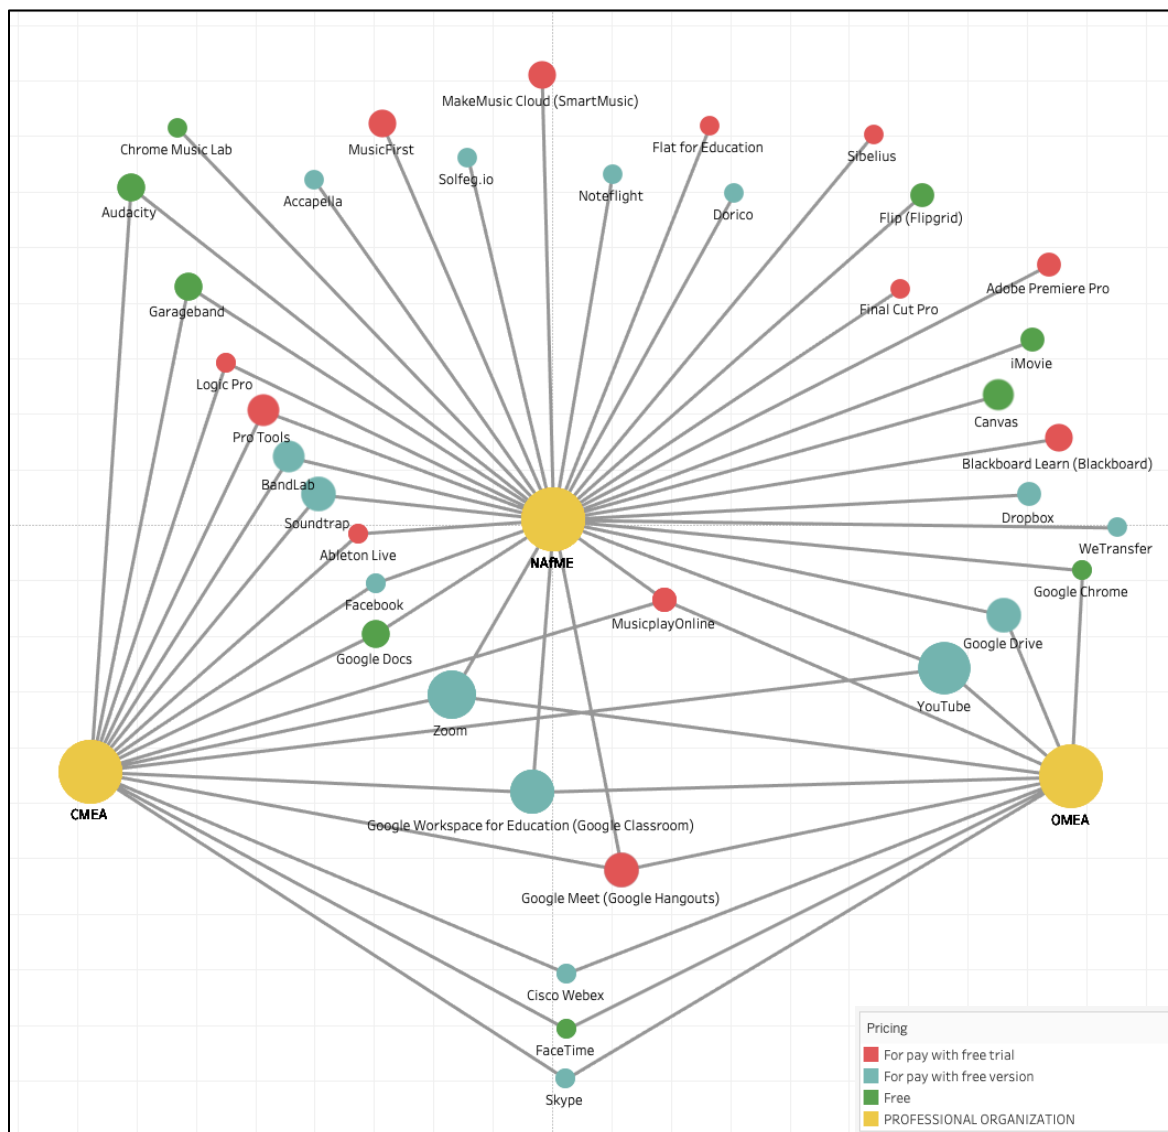 MakeMusic Cloud (SmartMusic)
Chrome Music Lab
MusicFirst
Flat for Education
Sibelius
Solfeg.io
Accapella
Noteflight
Audacity
Dorico
Flip (Flipgrid)
Adobe Premiere Pro
Garageband
Final Cut Pro
iMovie
Logic Pro
Canvas
Pro Tools
Blackboard Learn (Blackboard)
BandLab
Soundtrap
Dropbox
Ableton Live
WeTransfer
NAfME
Google Chrome
Facebook
MusicplayOnline
Google Drive
Google Docs
YouTube
Zoom
CMEA
OMEA
Google Workspace for Education (Google Classroom)
Google Meet (Google Hangouts)
Cisco Webex
FaceTime
Skype
Pricing
For pay with free trial
For pay with free version
Free
PROFESSIONAL ORGANIZATION